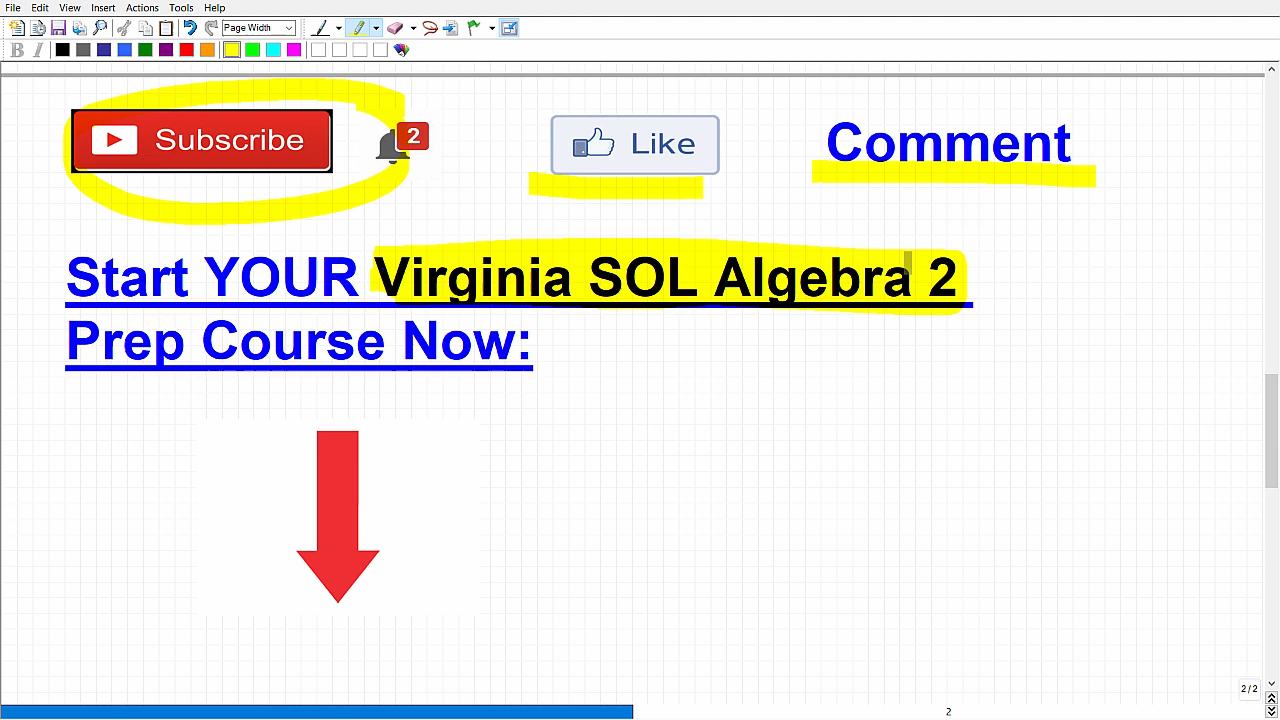 File Edit View Insert Actions Tools Help
Page Width
B I
Subscribe 2 Like Comment
Start YOUR Virginia SOL Algebra 2
Prep Course Now:
2 / 2
2